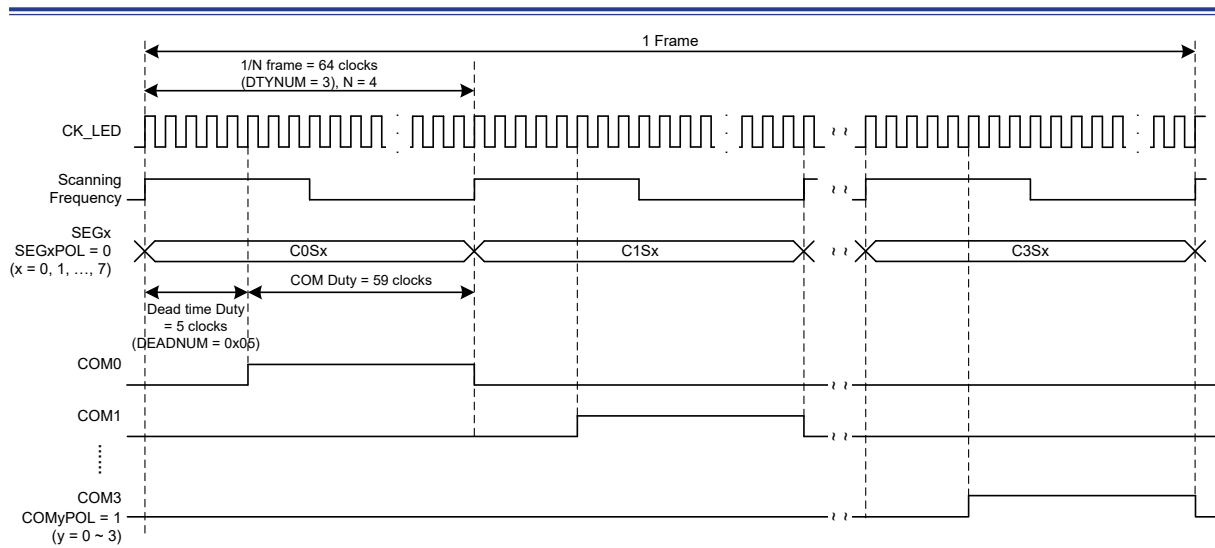 1 Frame
1/N frame = 64 clocks
(DTYNUM = 3), N = 4
CK_LED
Scanning
Frequency
SEGx
SEGxPOL = 0
(x = 0, 1, …, 7)
C0Sx
C1Sx
C3Sx
COM Duty = 59 clocks
Dead time Duty
= 5 clocks
(DEADNUM = 0x05)
COM0
COM1
COM3
COMyPOL = 1
(y = 0 ~ 3)